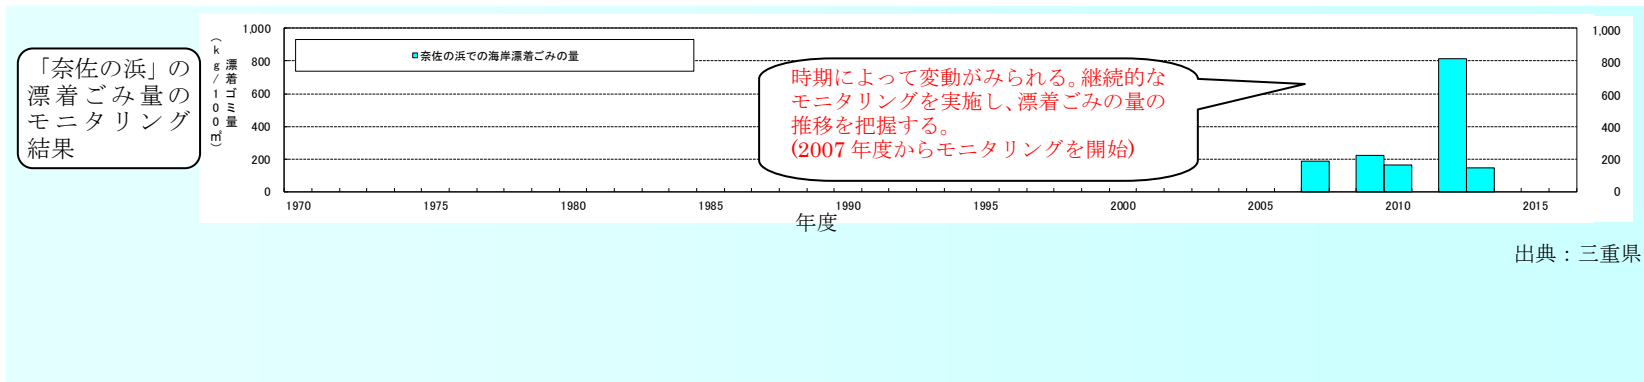 「奈佐の浜」の
漂着ごみ量の
モニタリング
結果
漂着ゴミ量
(kg/100㎡)
1,000
800
600
400
200
0
奈佐の浜での海岸漂着ごみの量
時期によって変動がみられる。継続的な
モニタリングを実施し、漂着ごみの量の
推移を把握する。
(2007年度からモニタリングを開始)
1,000
800
600
400
200
0
1970 1975 1980 1985 1990 1995 2000 2005 2010 2015
年度
出典：三重県